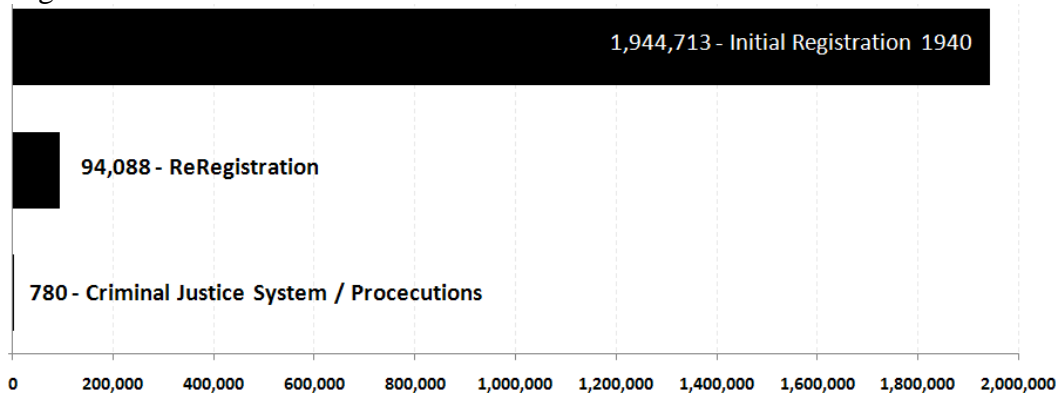 1,944,713 - Initial Registration 1940
94,088 - ReRegistration
780 - Criminal Justice System / Procecutions
0 200,000 400,000 600,000 800,000 1,000,000 1,200,000 1,400,000 1,600,000 1,800,000 2,000,000